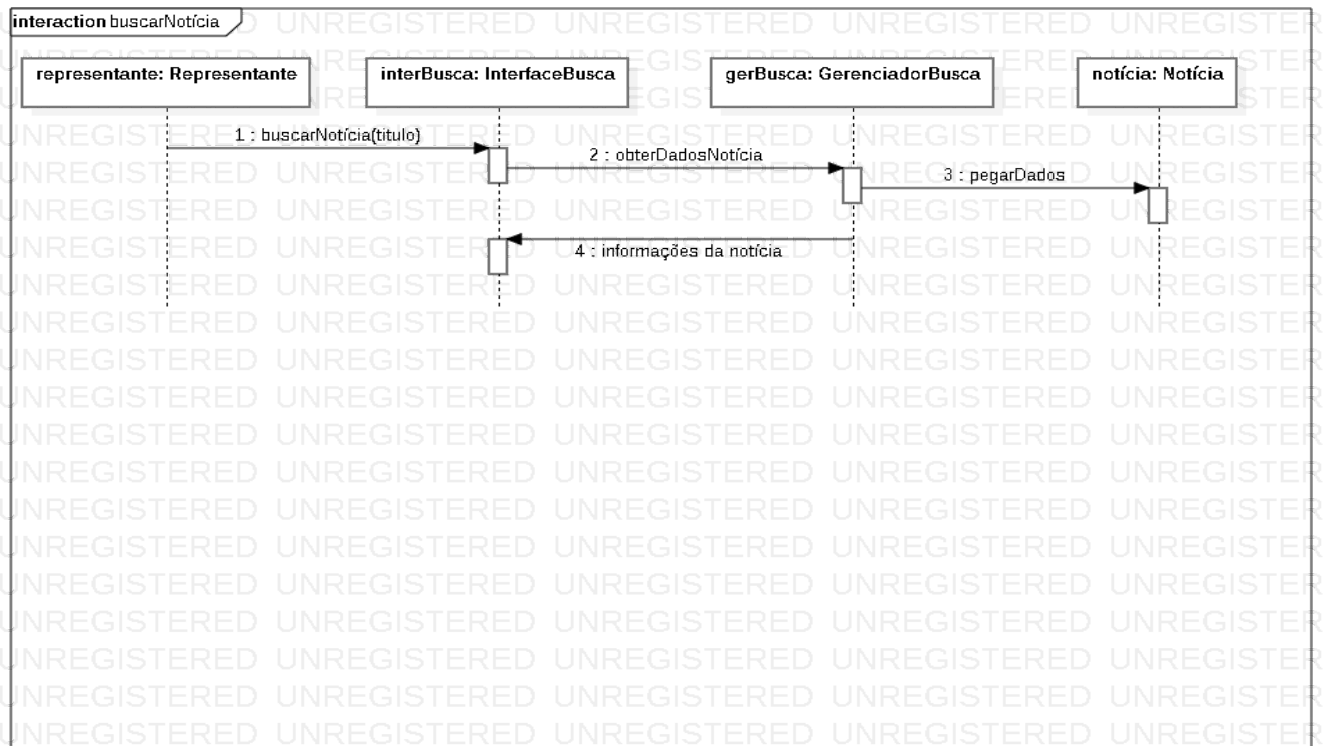 interaction buscarNotícia
representante: Representante
interBusca: InterfaceBusca
gerBusca: GerenciadorBusca
notícia: Notícia
1 : buscarNotícia(titulo)
2 : obterDadosNotícia
3 : pegarDados
4 : informações da notícia
UNREGISTERED UNREGISTERED UNREGISTERED UNREGISTERED UNREGISTERED